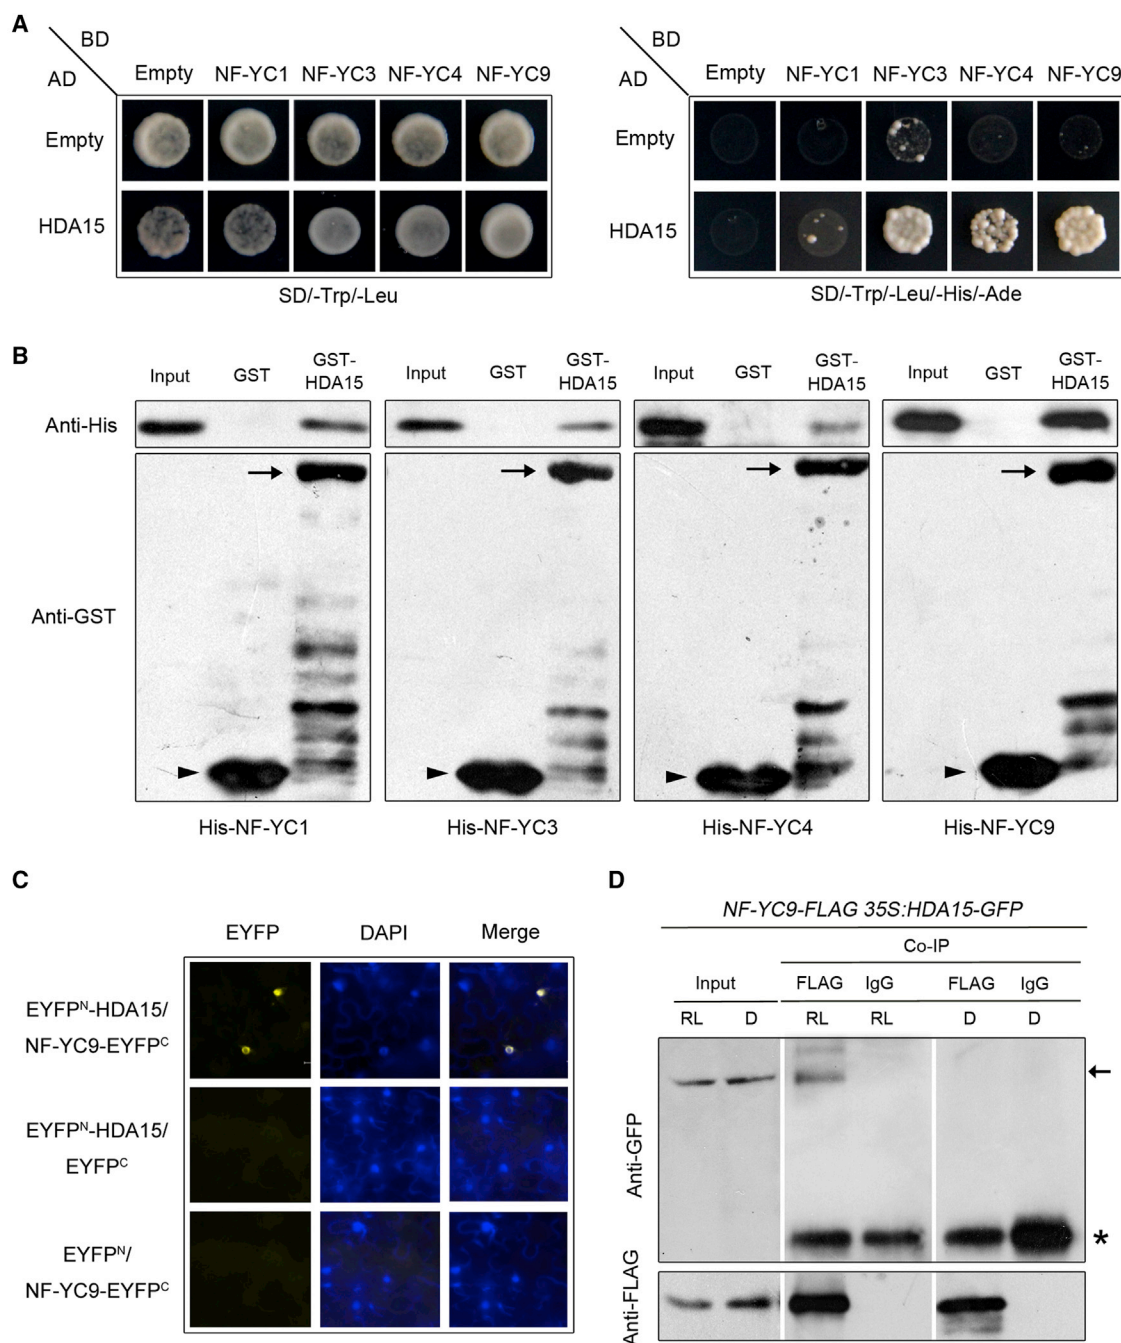 A
BD
AD
Empty NF-YC1 NF-YC3 NF-YC4 NF-YC9
Empty
HDA15
SD/-Trp/-Leu
BD
AD
Empty NF-YC1 NF-YC3 NF-YC4 NF-YC9
Empty
HDA15
SD/-Trp/-Leu/-His/-Ade
B
Input GST GST-HDA15 Input GST GST-HDA15 Input GST GST-HDA15 Input GST GST-HDA15
Anti-His
Anti-GST
His-NF-YC1 His-NF-YC3 His-NF-YC4 His-NF-YC9
C
EYFP DAPI Merge
EYFPᴺ-HDA15/
NF-YC9-EYFPᶜ
EYFPᴺ-HDA15/
EYFPᶜ
EYFPᴺ/
NF-YC9-EYFPᶜ
D
NF-YC9-FLAG 35S:HDA15-GFP
Co-IP
Input FLAG IgG FLAG IgG
RL D RL RL D D
Anti-GFP
*
Anti-FLAG